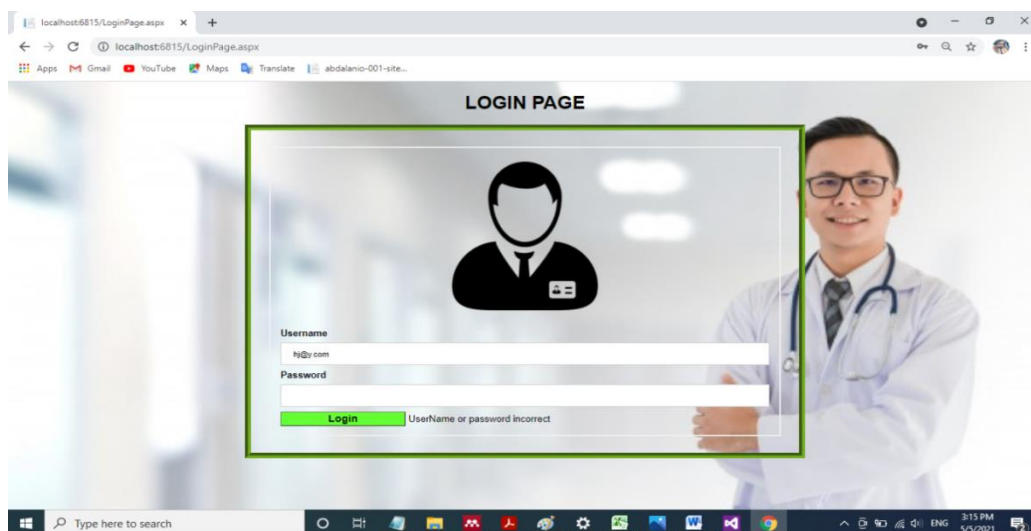 localhost:6815/LoginPage.aspx
localhost:6815/LoginPage.aspx
Apps Gmail YouTube Maps Translate abdalanio-001-site...
LOGIN PAGE
Username
hj@y.com
Password
Login UserName or password incorrect
Type here to search
ENG 3:15 PM
5/5/2021